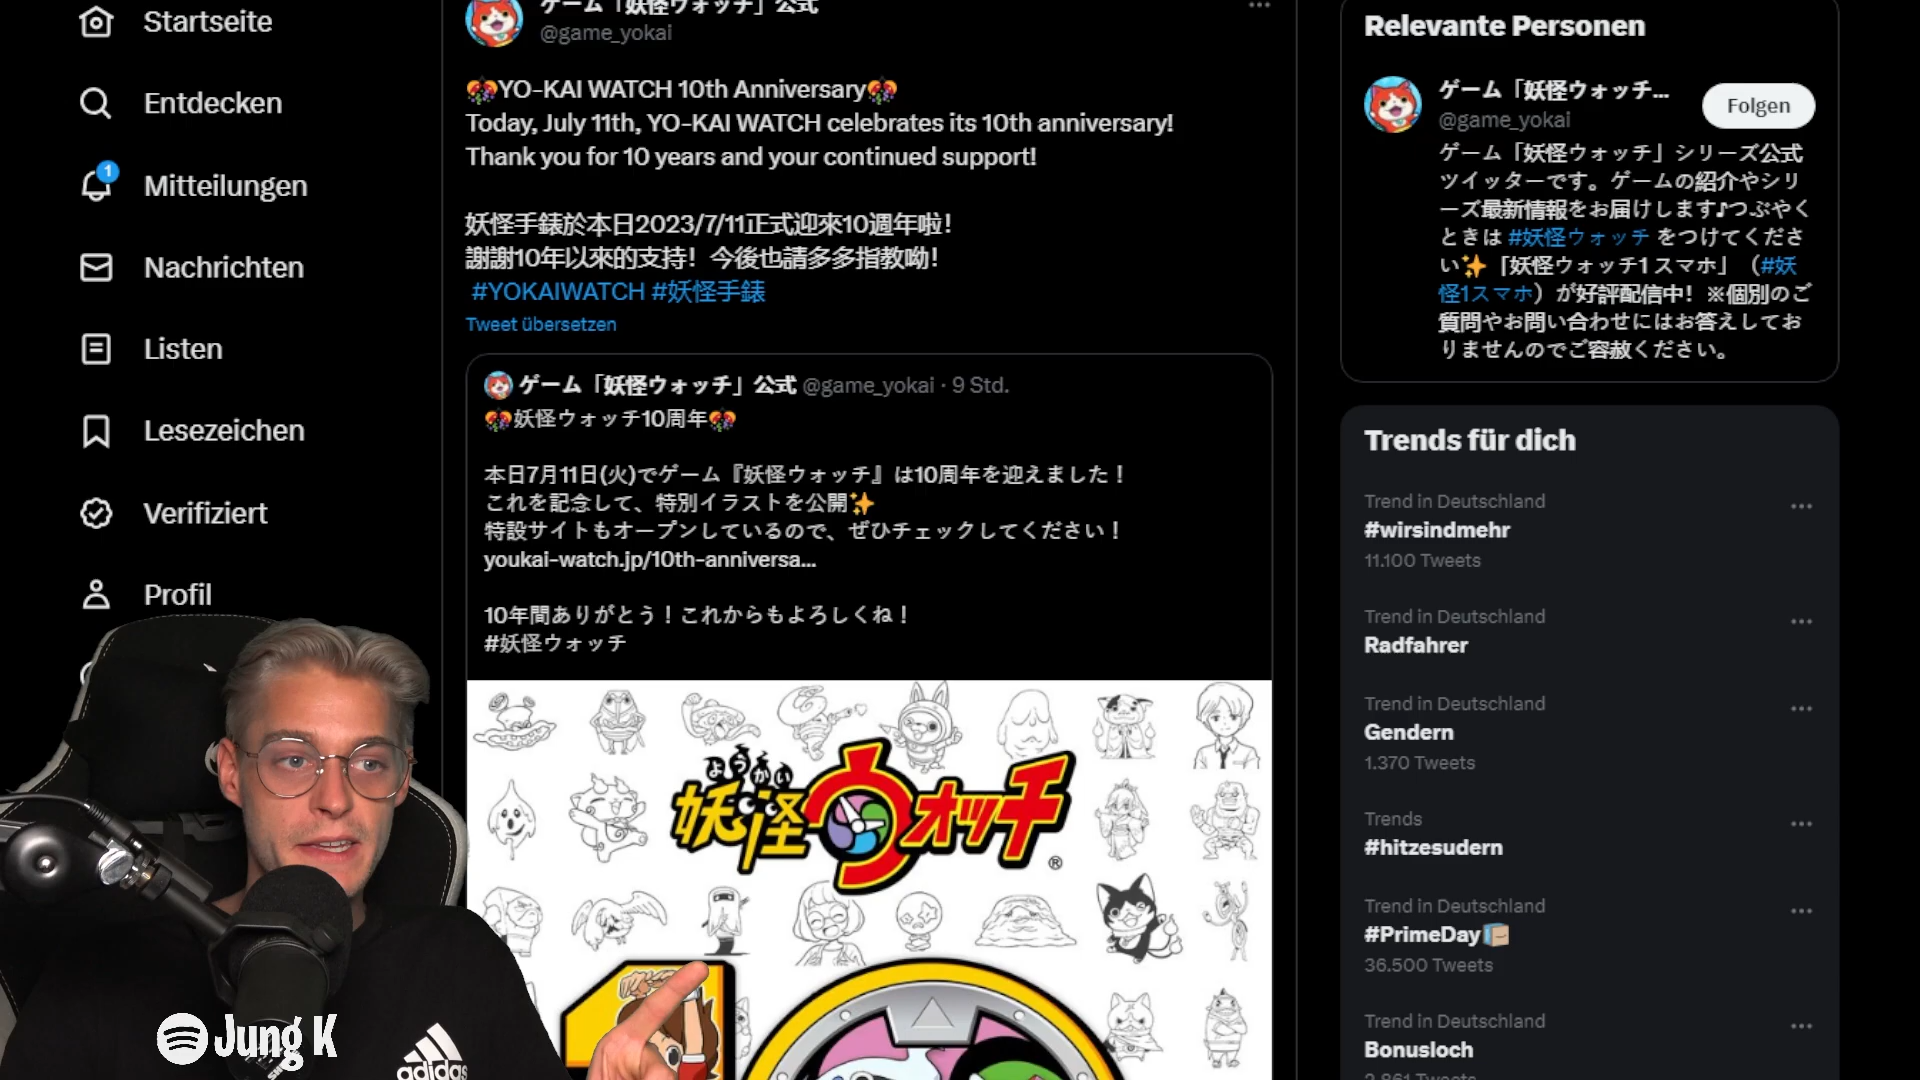 Startseite
Entdecken
1
Mitteilungen
Nachrichten
Listen
Lesezeichen
Verifiziert
Profil
ゲーム「妖怪ウォッチ」公式
@game_yokai
YO-KAI WATCH 10th Anniversary
Today, July 11th, YO-KAI WATCH celebrates its 10th anniversary!
Thank you for 10 years and your continued support!
妖怪手錶於本日2023/7/11正式迎來10週年啦！
謝謝10年以來的支持！今後也請多多指教呦！
#YOKAIWATCH #妖怪手錶
Tweet übersetzen
ゲーム「妖怪ウォッチ」公式 @game_yokai · 9 Std.
妖怪ウォッチ10周年
本日7月11日(火)でゲーム『妖怪ウォッチ』は10周年を迎えました！
これを記念して、特別イラストを公開✨
特設サイトもオープンしているので、ぜひチェックしてください！
youkai-watch.jp/10th-anniversa...
10年間ありがとう！これからもよろしくね！
#妖怪ウォッチ
ようかい
妖怪ウォッチ
®
Jung K
adidas
Relevante Personen
ゲーム「妖怪ウォッチ...
@game_yokai
Folgen
ゲーム「妖怪ウォッチ」シリーズ公式
ツイッターです。ゲームの紹介やシリ
ーズ最新情報をお届けします♪つぶやく
ときは #妖怪ウォッチ をつけてくださ
い✨「妖怪ウォッチ1 スマホ」（#妖
怪1スマホ）が好評配信中！※個別のご
質問やお問い合わせにはお答えしてお
りませんのでご容赦ください。
Trends für dich
Trend in Deutschland
#wirsindmehr
11.100 Tweets
Trend in Deutschland
Radfahrer
Trend in Deutschland
Gendern
1.370 Tweets
Trends
#hitzesudern
Trend in Deutschland
#PrimeDay
36.500 Tweets
Trend in Deutschland
Bonusloch
2.861 Tweets